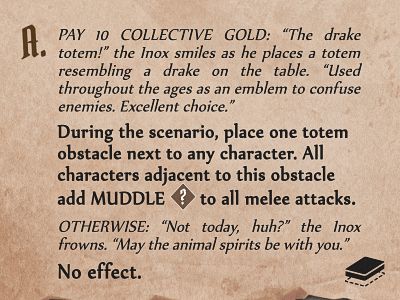 A. PAY 10 COLLECTIVE GOLD: “The drake
totem!” the Inox smiles as he places a totem
resembling a drake on the table. “Used
throughout the ages as an emblem to confuse
enemies. Excellent choice.”
During the scenario, place one totem
obstacle next to any character. All
characters adjacent to this obstacle
add MUDDLE ? to all melee attacks.
OTHERWISE: “Not today, huh?” the Inox
frowns. “May the animal spirits be with you.”
No effect.